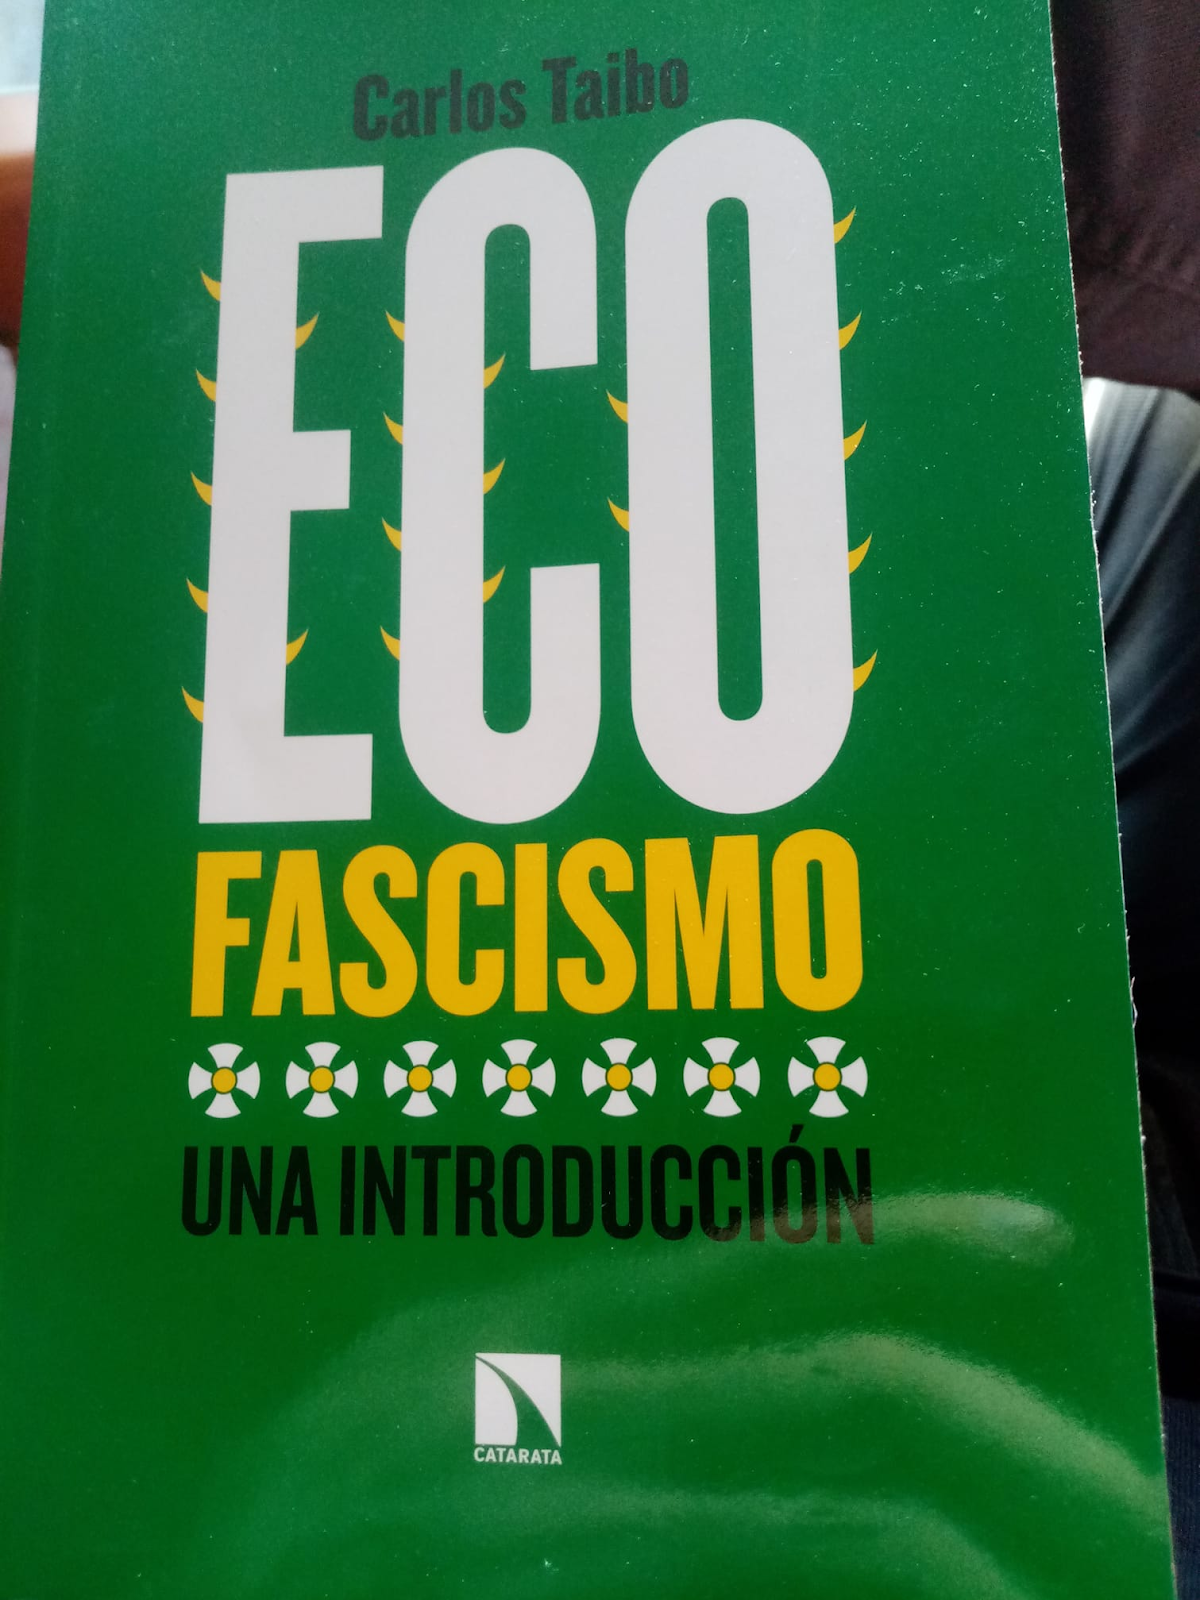 Carlos Taibo
ECO
FASCISMO
UNA INTRODUCCIÓN
CATARATA